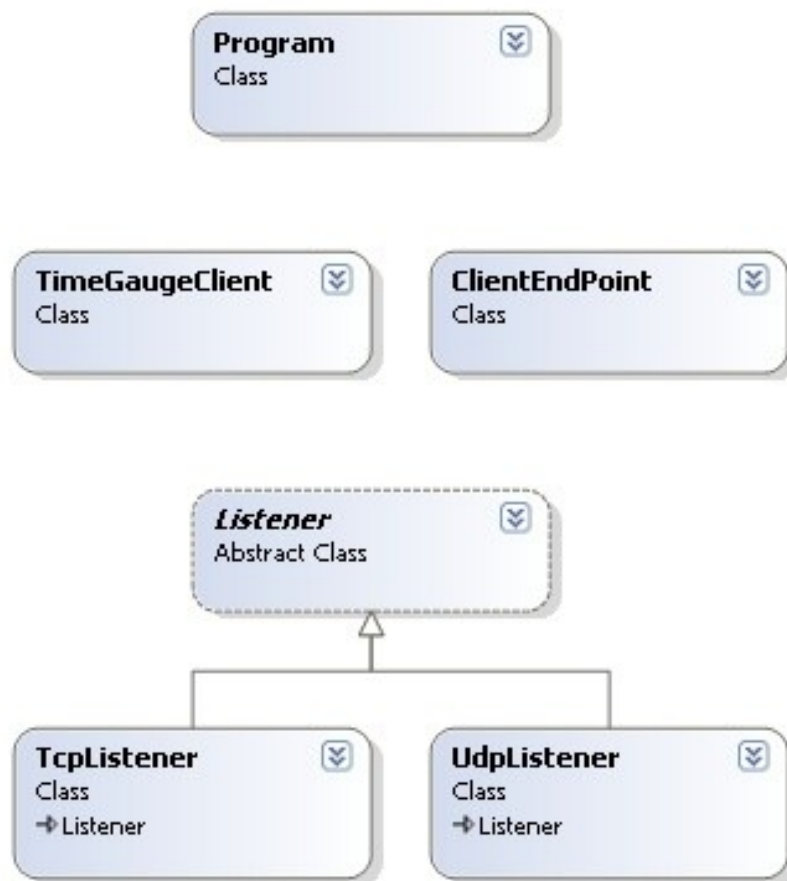 Program
Class
TimeGaugeClient
Class
ClientEndPoint
Class
Listener
Abstract Class
TcpListener
Class
Listener
UdpListener
Class
Listener